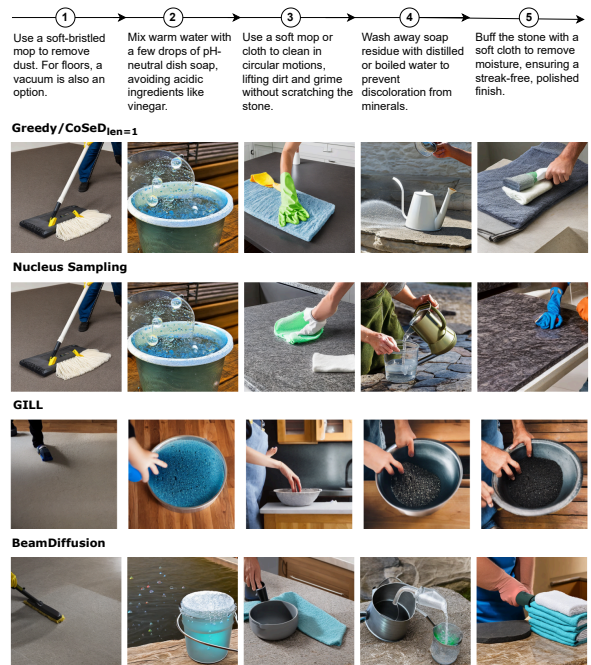 1 2 3 4 5
Use a soft-bristled
mop to remove
dust. For floors, a
vacuum is also an
option.
Mix warm water with
a few drops of pH-
neutral dish soap,
avoiding acidic
ingredients like
vinegar.
Use a soft mop or
cloth to clean in
circular motions,
lifting dirt and grime
without scratching the
stone.
Wash away soap
residue with distilled
or boiled water to
prevent
discoloration from
minerals.
Buff the stone with a
soft cloth to remove
moisture, ensuring a
streak-free, polished
finish.
Greedy/CoSeDlen=1
Nucleus Sampling
GILL
BeamDiffusion